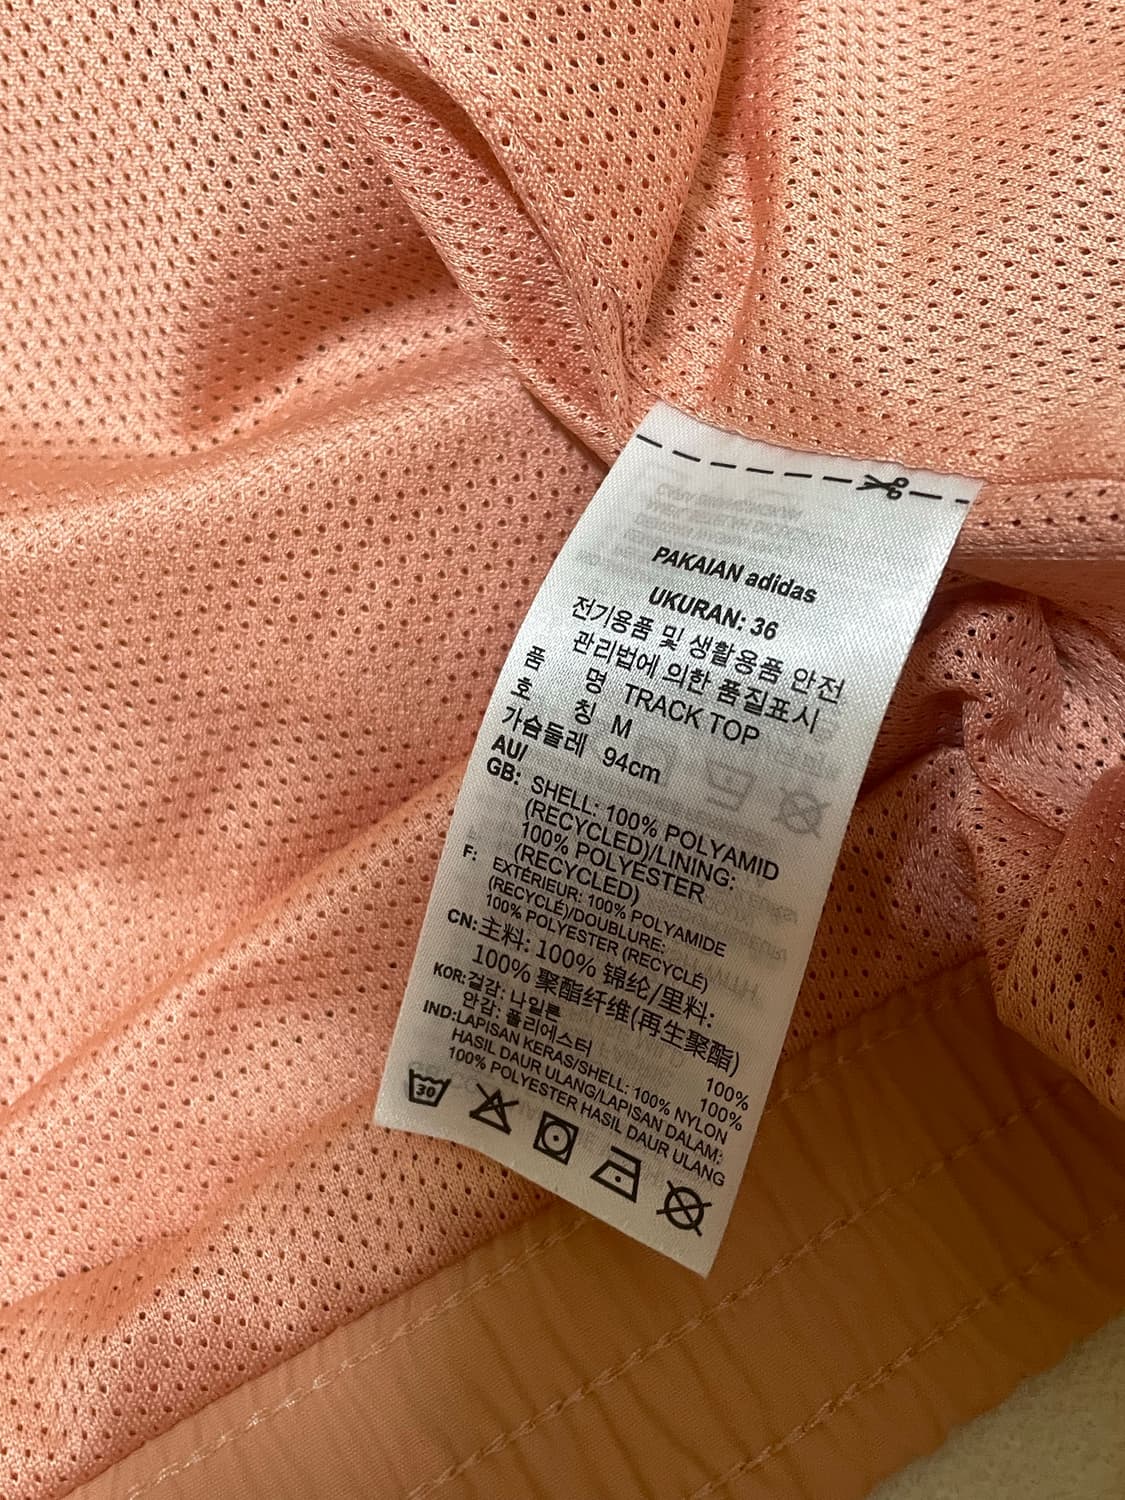 PAKAIAN adidas
UKURAN: 36
전기용품 및 생활용품 안전
관리법에 의한 품질표시
품 명 TRACK TOP
호 칭 M
가슴둘레 94cm
AU/
GB: SHELL: 100% POLYAMID
(RECYCLED)/LINING:
100% POLYESTER
(RECYCLED)
F: EXTÉRIEUR: 100% POLYAMIDE
(RECYCLÉ)/DOUBLURE:
100% POLYESTER (RECYCLÉ)
CN: 主料: 100% 锦纶/里料:
100% 聚酯纤维(再生聚酯)
KOR: 겉감: 나일론 100%
안감: 폴리에스터 100%
IND: LAPISAN KERAS/SHELL: 100% NYLON
HASIL DAUR ULANG/LAPISAN DALAM:
100% POLYESTER HASIL DAUR ULANG
30